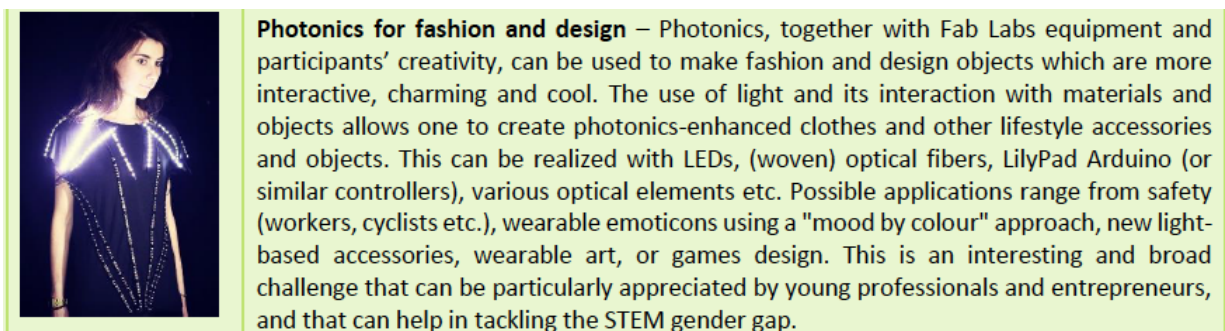 Photonics for fashion and design – Photonics, together with Fab Labs equipment and
participants’ creativity, can be used to make fashion and design objects which are more
interactive, charming and cool. The use of light and its interaction with materials and
objects allows one to create photonics-enhanced clothes and other lifestyle accessories
and objects. This can be realized with LEDs, (woven) optical fibers, LilyPad Arduino (or
similar controllers), various optical elements etc. Possible applications range from safety
(workers, cyclists etc.), wearable emoticons using a "mood by colour" approach, new light-
based accessories, wearable art, or games design. This is an interesting and broad
challenge that can be particularly appreciated by young professionals and entrepreneurs,
and that can help in tackling the STEM gender gap.